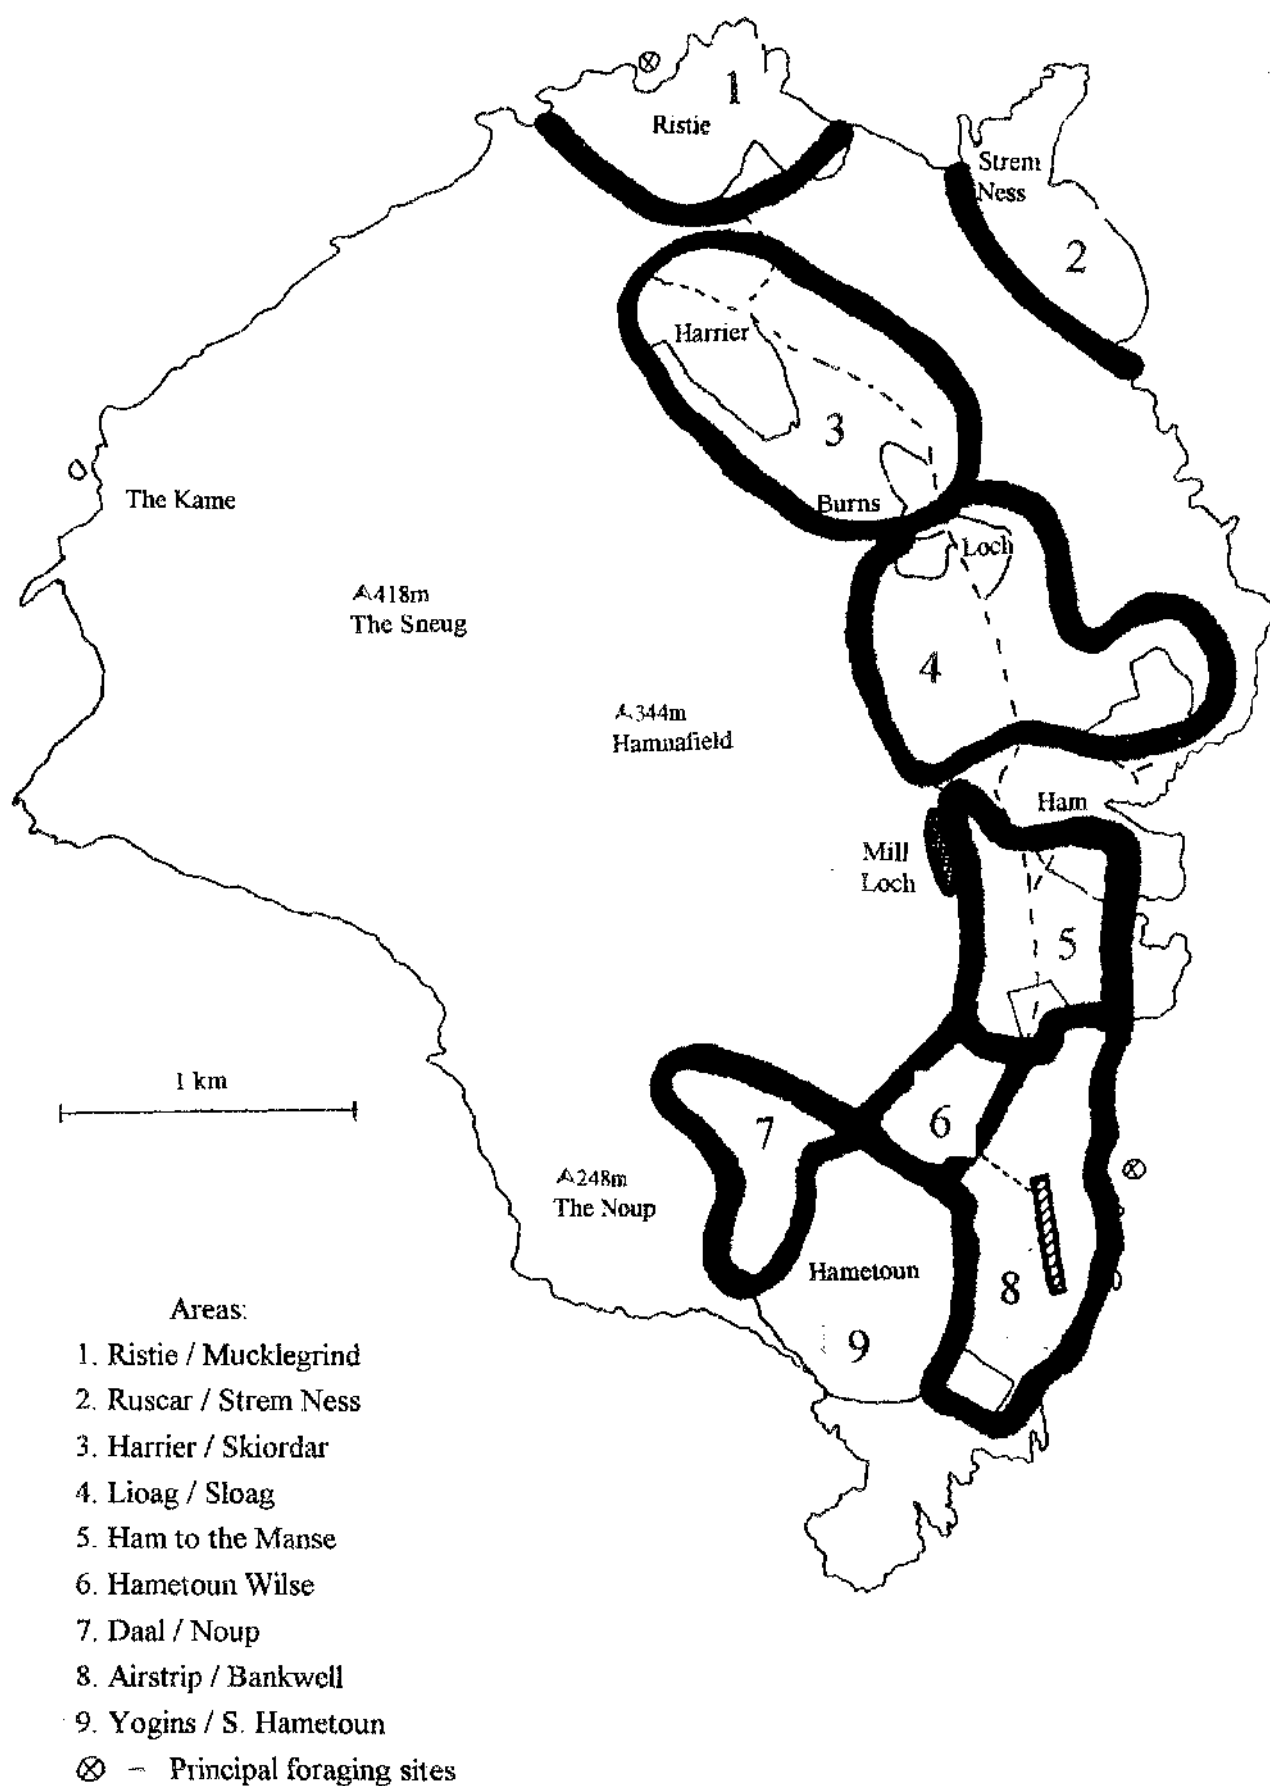 1
Ristie
Strem
Ness
2
Harrier
3
Burns
Loch
The Kame
418m
The Sneug
4
344m
Hamnafield
Ham
Mill
Loch
5
1 km
7
6
248m
The Noup
Hametoun
8
9
Areas:
1. Ristie / Mucklegrind
2. Ruscar / Strem Ness
3. Harrier / Skiordar
4. Lioag / Sloag
5. Ham to the Manse
6. Hametoun Wilse
7. Daal / Noup
8. Airstrip / Bankwell
9. Yogins / S. Hametoun
⊗ – Principal foraging sites